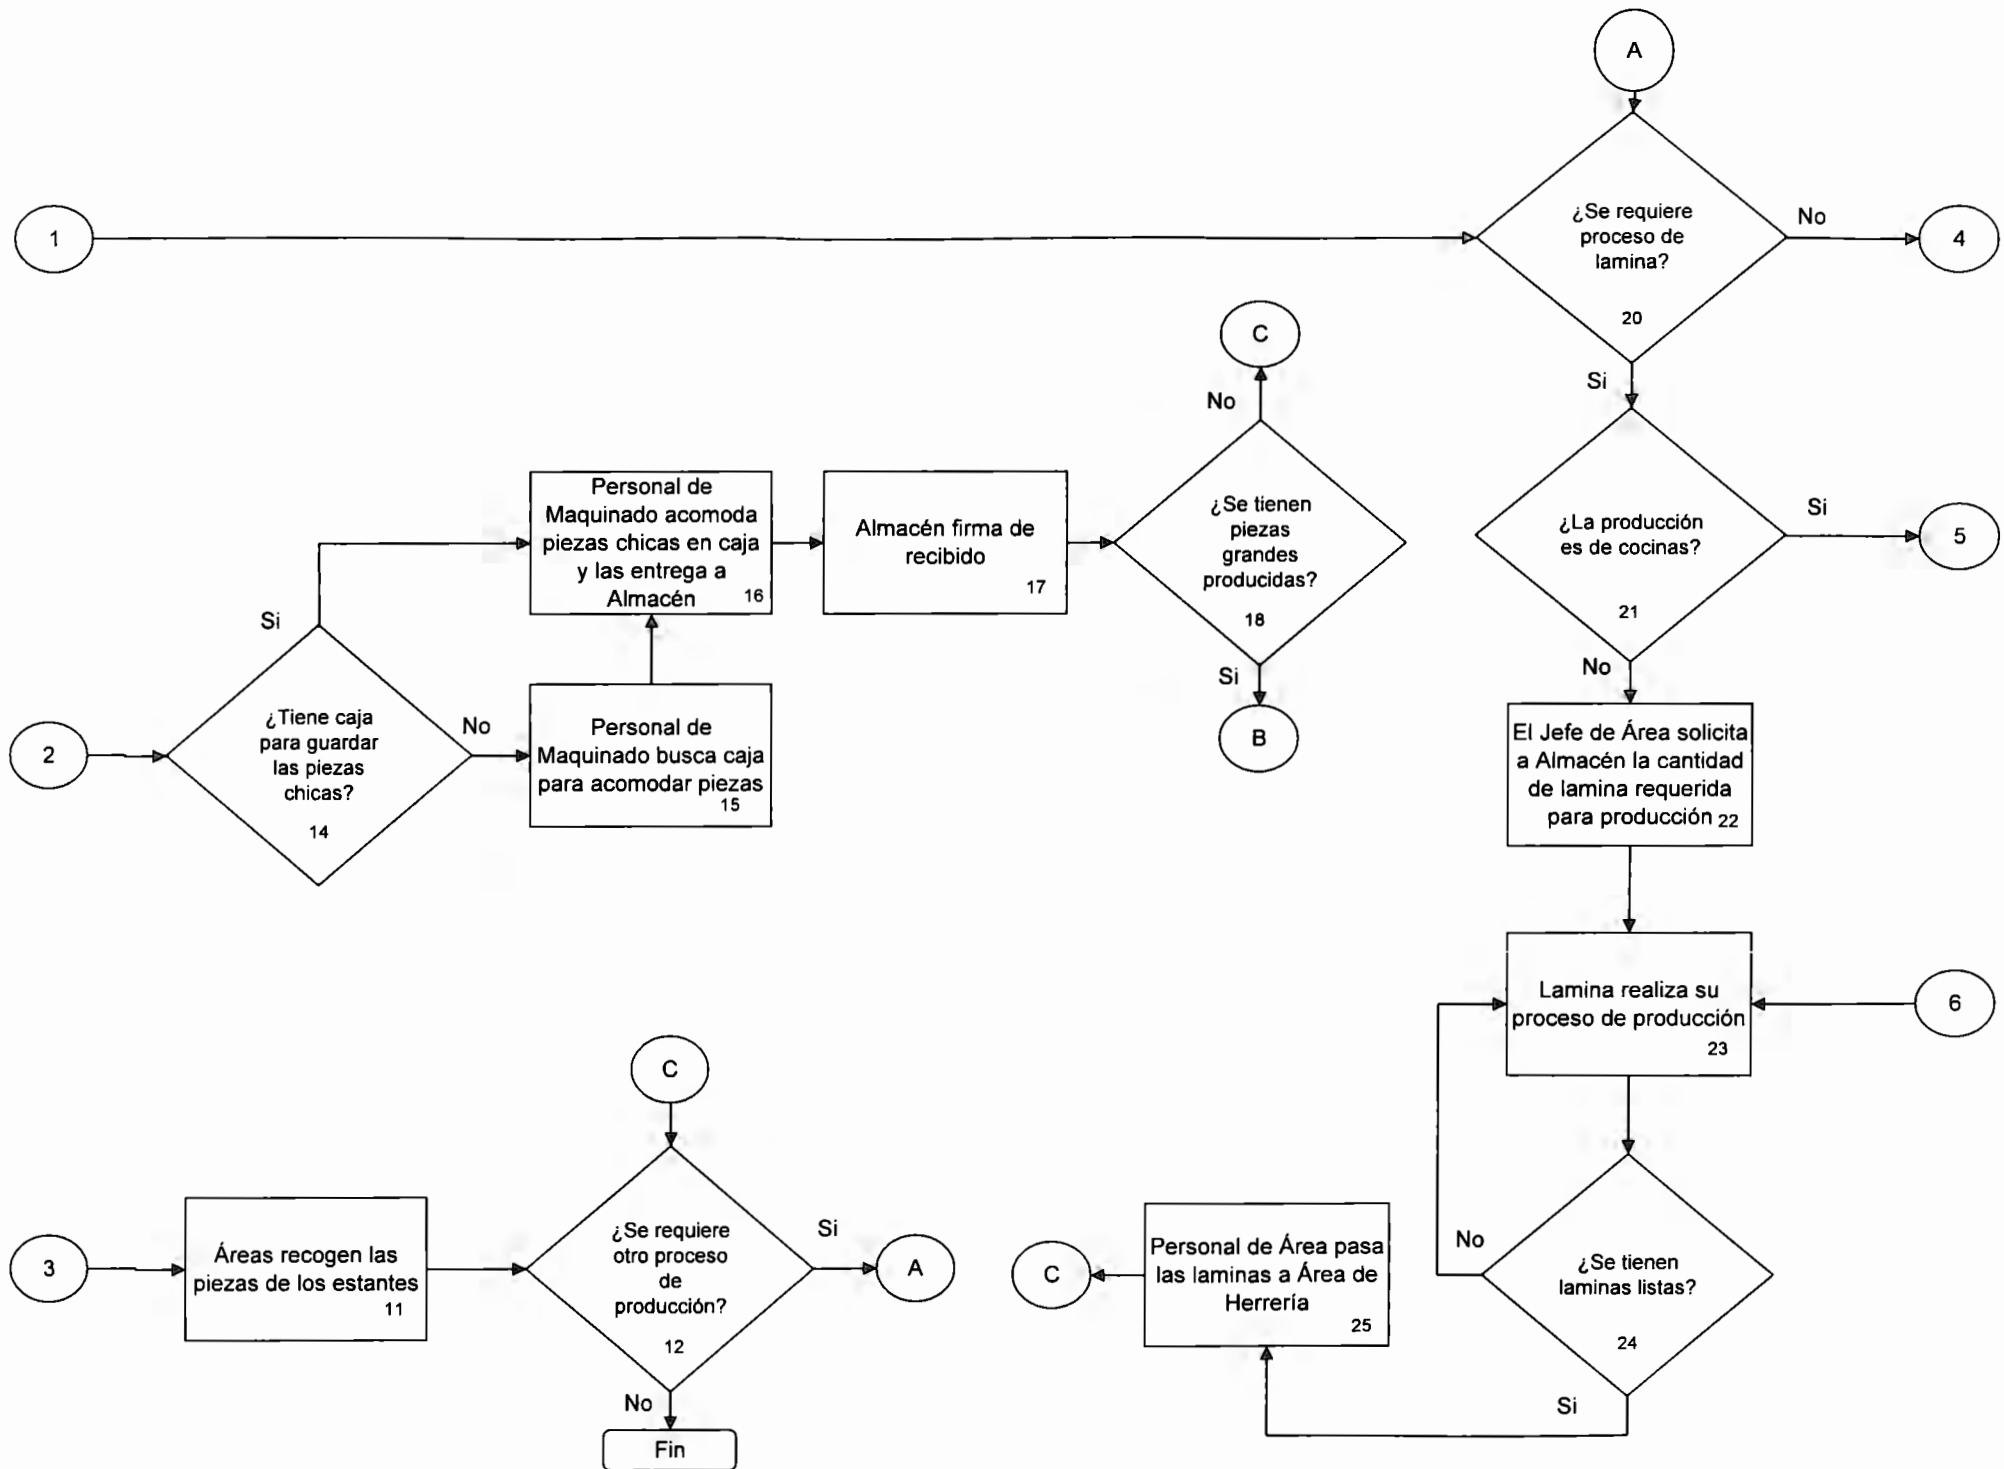 A
¿Se requiere
proceso de
lamina?
20
No
4
1
Si
C
No
¿Se tienen
piezas
grandes
producidas?
18
Si
B
¿La producción
es de cocinas?
21
Si
5
No
Personal de
Maquinado acomoda
piezas chicas en caja
y las entrega a
Almacén
16
Almacén firma de
recibido
17
Si
2
¿Tiene caja
para guardar
las piezas
chicas?
14
No
Personal de
Maquinado busca caja
para acomodar piezas
15
El Jefe de Área solicita
a Almacén la cantidad
de lamina requerida
para producción
22
Lamina realiza su
proceso de producción
23
6
C
3
Áreas recogen las
piezas de los estantes
11
¿Se requiere
otro proceso
de
producción?
12
Si
A
No
Fin
C
Personal de Área pasa
las laminas a Área de
Herrería
25
No
¿Se tienen
laminas listas?
24
Si